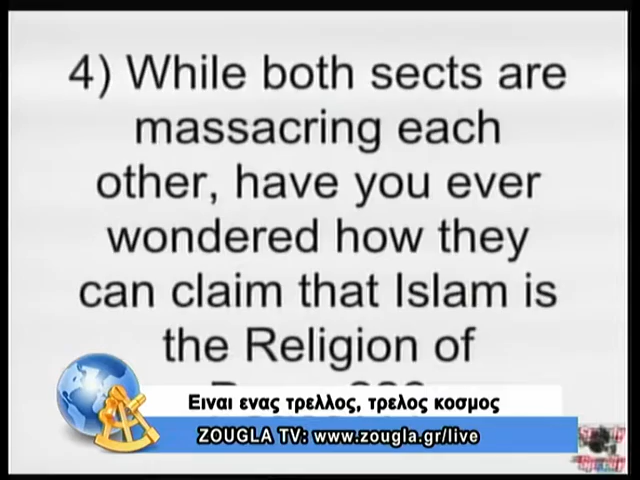 4) While both sects are
massacring each
other, have you ever
wondered how they
can claim that Islam is
the Religion of
Ειναι ενας τρελλος, τρελος κοσμος
ZOUGLA TV: www.zougla.gr/live